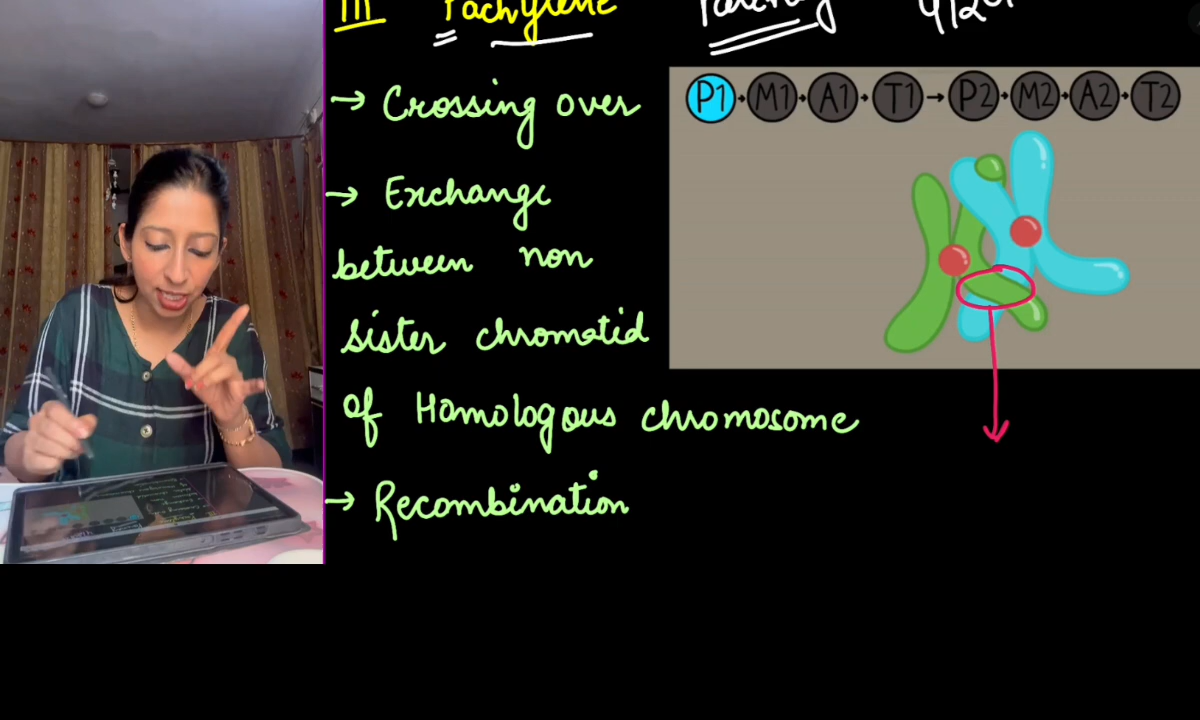 III Pachytene
→ Crossing over
P1 M1 A1 T1 → P2 M2 A2 T2
→ Exchange
between non
sister chromatid
of Homologous chromosome
→ Recombination